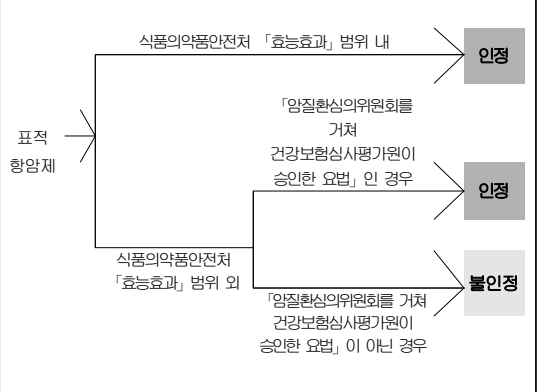 식품의약품안전처 「효능효과」 범위 내
인정
「암질환심의위원회를
거쳐
건강보험심사평가원이
승인한 요법」 인 경우
표적
항암제
인정
식품의약품안전처
「효능효과」 범위 외
불인정
「암질환심의위원회를 거쳐
건강보험심사평가원이
승인한 요법」이 아닌 경우